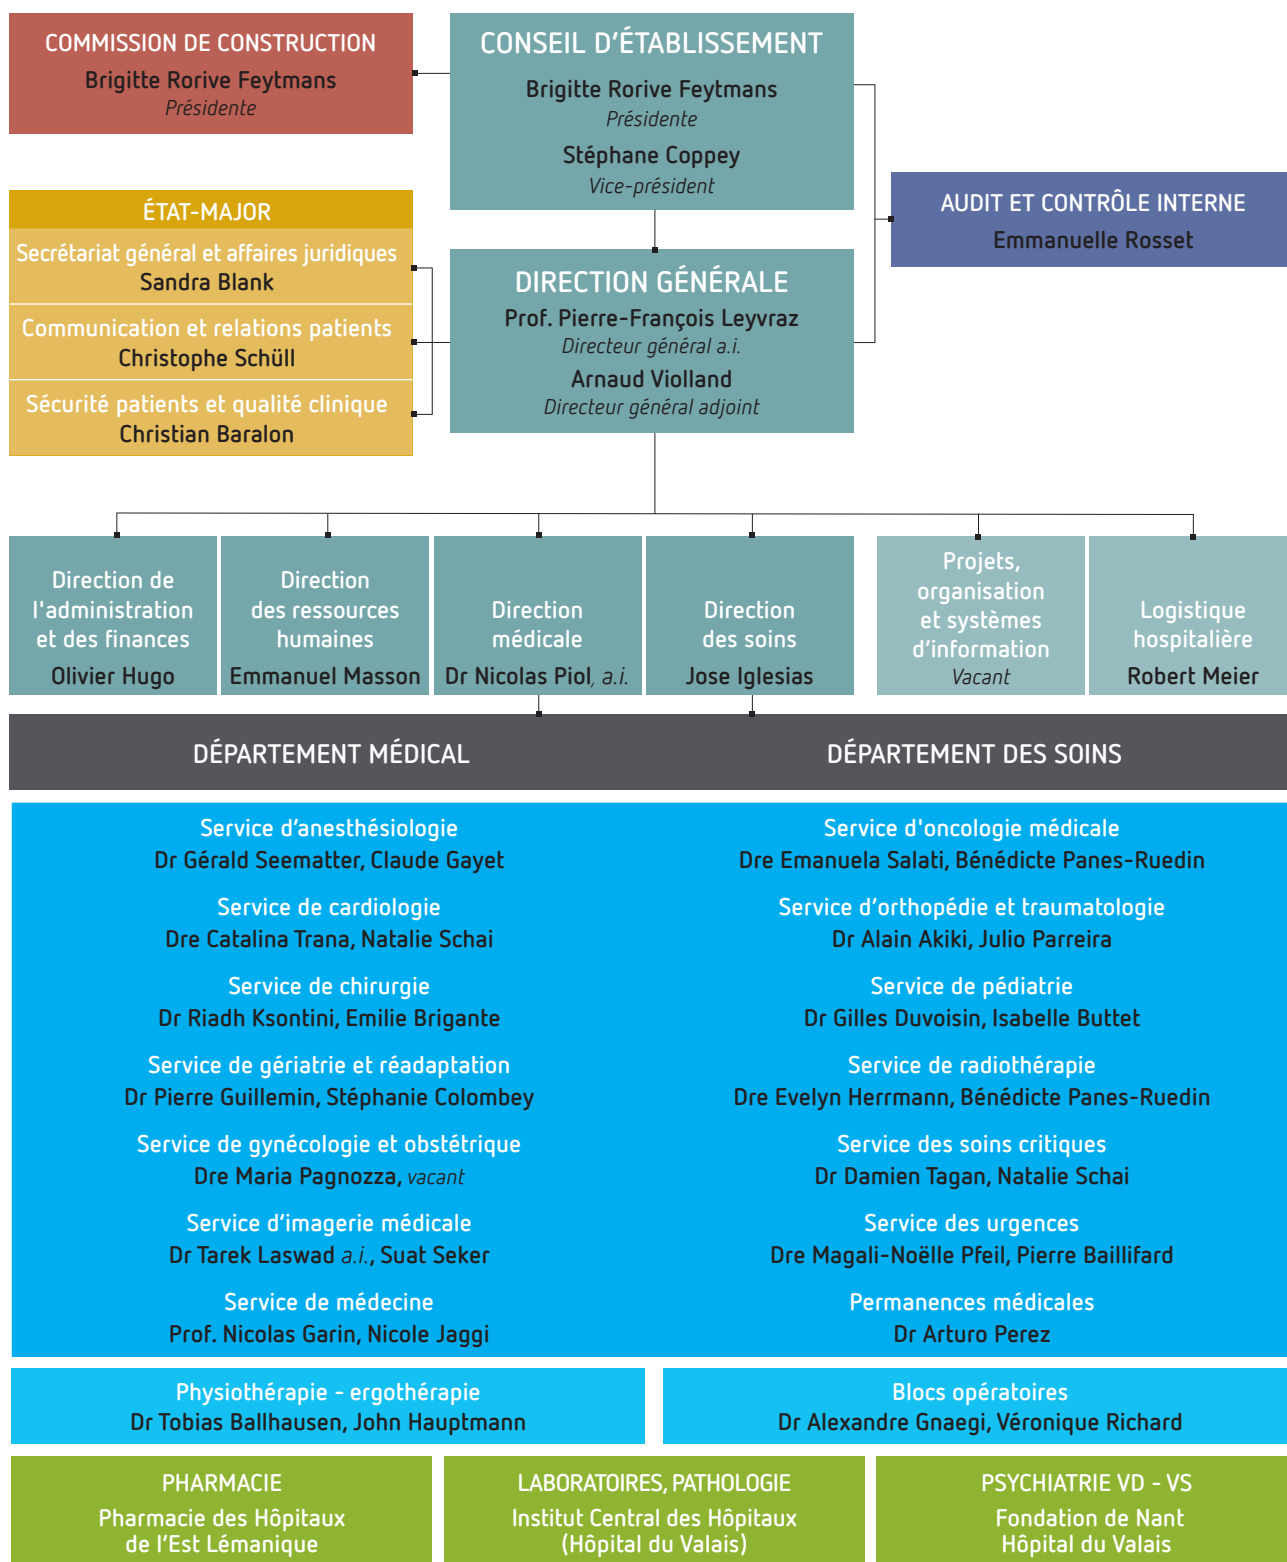 COMMISSION DE CONSTRUCTION
Brigitte Rorive Feytmans
Présidente
CONSEIL D’ÉTABLISSEMENT
Brigitte Rorive Feytmans
Présidente
Stéphane Coppey
Vice-président
AUDIT ET CONTRÔLE INTERNE
Emmanuelle Rosset
ÉTAT-MAJOR
Secrétariat général et affaires juridiques
Sandra Blank
Communication et relations patients
Christophe Schüll
Sécurité patients et qualité clinique
Christian Baralon
DIRECTION GÉNÉRALE
Prof. Pierre-François Leyvraz
Directeur général a.i.
Arnaud Violland
Directeur général adjoint
Direction de
l'administration
et des finances
Olivier Hugo
Direction
des ressources
humaines
Emmanuel Masson
Direction
médicale
Dr Nicolas Piol, a.i.
Direction
des soins
Jose Iglesias
Projets,
organisation
et systèmes
d’information
Vacant
Logistique
hospitalière
Robert Meier
DÉPARTEMENT MÉDICAL
DÉPARTEMENT DES SOINS
Service d’anesthésiologie
Dr Gérald Seematter, Claude Gayet
Service de cardiologie
Dre Catalina Trana, Natalie Schai
Service de chirurgie
Dr Riadh Ksontini, Emilie Brigante
Service de gériatrie et réadaptation
Dr Pierre Guillemin, Stéphanie Colombey
Service de gynécologie et obstétrique
Dre Maria Pagnozza, vacant
Service d’imagerie médicale
Dr Tarek Laswad a.i., Suat Seker
Service de médecine
Prof. Nicolas Garin, Nicole Jaggi
Service d'oncologie médicale
Dre Emanuela Salati, Bénédicte Panes-Ruedin
Service d’orthopédie et traumatologie
Dr Alain Akiki, Julio Parreira
Service de pédiatrie
Dr Gilles Duvoisin, Isabelle Buttet
Service de radiothérapie
Dre Evelyn Herrmann, Bénédicte Panes-Ruedin
Service des soins critiques
Dr Damien Tagan, Natalie Schai
Service des urgences
Dre Magali-Noëlle Pfeil, Pierre Baillifard
Permanences médicales
Dr Arturo Perez
Physiothérapie - ergothérapie
Dr Tobias Ballhausen, John Hauptmann
Blocs opératoires
Dr Alexandre Gnaegi, Véronique Richard
PHARMACIE
Pharmacie des Hôpitaux
de l’Est Lémanique
LABORATOIRES, PATHOLOGIE
Institut Central des Hôpitaux
(Hôpital du Valais)
PSYCHIATRIE VD - VS
Fondation de Nant
Hôpital du Valais